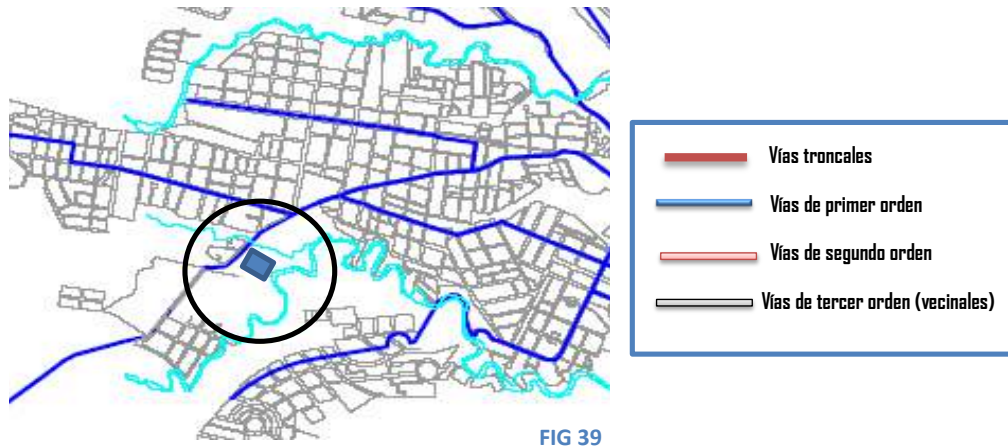 Vías troncales
Vías de primer orden
Vías de segundo orden
Vías de tercer orden (vecinales)
FIG 39